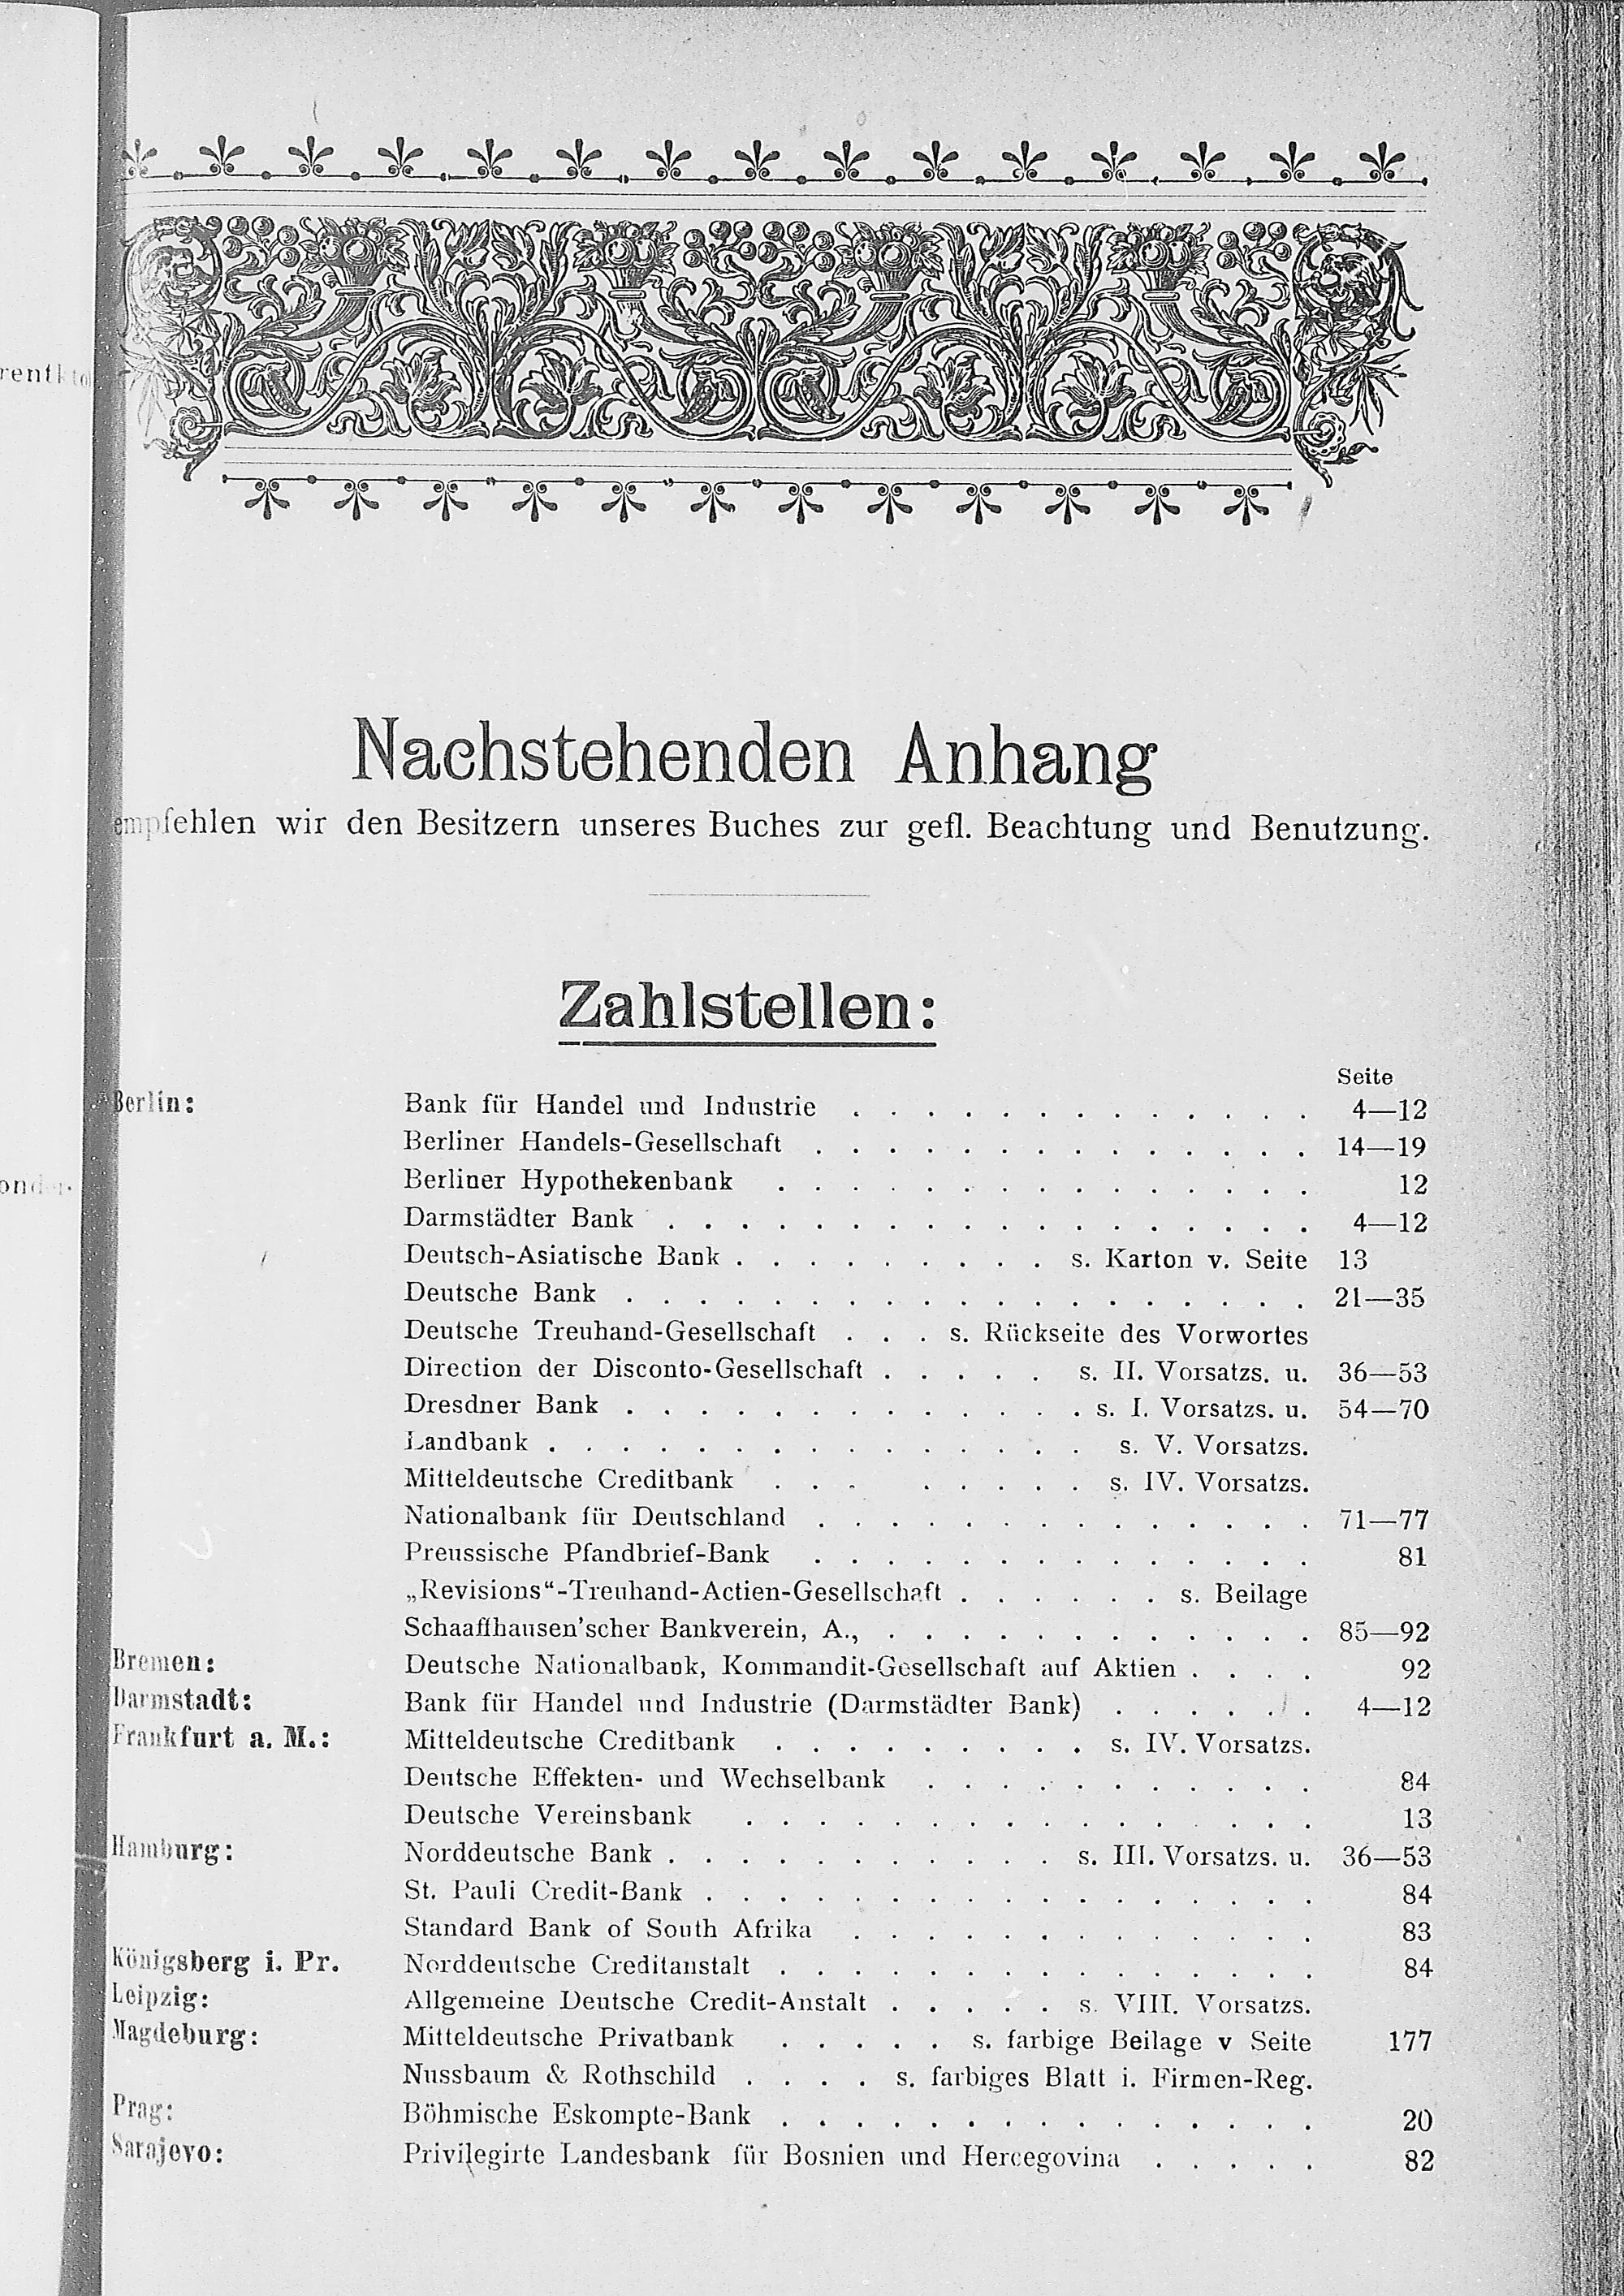 Nachstehenden Anhang
empfehlen wir den Besitzern unseres Buches zur gefl. Beachtung und Benutzung.
Zahlstellen:
Seite
Berlin: Bank für Handel und Industrie . . . . . . . . . . . . . 4—12
Berliner Handels-Gesellschaft . . . . . . . . . . . . . . 14—19
Berliner Hypothekenbank . . . . . . . . . . . . . . . 12
Darmstädter Bank . . . . . . . . . . . . . . . . . . 4—12
Deutsch-Asiatische Bank . . . . . . . . . s. Karton v. Seite 13
Deutsche Bank . . . . . . . . . . . . . . . . . . . 21—35
Deutsche Treuhand-Gesellschaft . . . s. Rückseite des Vorwortes
Direction der Disconto-Gesellschaft . . . . . s. II. Vorsatzs. u. 36—53
Dresdner Bank . . . . . . . . . . . . . s. I. Vorsatzs. u. 54—70
Landbank . . . . . . . . . . . . . . . s. V. Vorsatzs.
Mitteldeutsche Creditbank . . . . . . . . s. IV. Vorsatzs.
Nationalbank für Deutschland . . . . . . . . . . . . . . 71—77
Preussische Pfandbrief-Bank . . . . . . . . . . . . . . 81
„Revisions“-Treuhand-Actien-Gesellschaft . . . . . . s. Beilage
Schaaffhausen'scher Bankverein, A., . . . . . . . . . . . . 85—92
Bremen: Deutsche Nationalbank, Kommandit-Gesellschaft auf Aktien . . . . 92
Darmstadt: Bank für Handel und Industrie (Darmstädter Bank) . . . . . . 4—12
Frankfurt a. M.: Mitteldeutsche Creditbank . . . . . . . . . s. IV. Vorsatzs.
Deutsche Effekten- und Wechselbank . . . . . . . . . . . 84
Deutsche Vereinsbank . . . . . . . . . . . . . . . . 13
Hamburg: Norddeutsche Bank . . . . . . . . . . . s. III. Vorsatzs. u. 36—53
St. Pauli Credit-Bank . . . . . . . . . . . . . . . . . 84
Standard Bank of South Afrika . . . . . . . . . . . . . 83
Königsberg i. Pr. Norddeutsche Creditanstalt . . . . . . . . . . . . . . . 84
Leipzig: Allgemeine Deutsche Credit-Anstalt . . . . . s. VIII. Vorsatzs.
Magdeburg: Mitteldeutsche Privatbank . . . . . s. farbige Beilage v Seite 177
Nussbaum & Rothschild . . . . s. farbiges Blatt i. Firmen-Reg.
Prag: Böhmische Eskompte-Bank . . . . . . . . . . . . . . . 20
Sarajevo: Privilegirte Landesbank für Bosnien und Hercegovina . . . . . 82